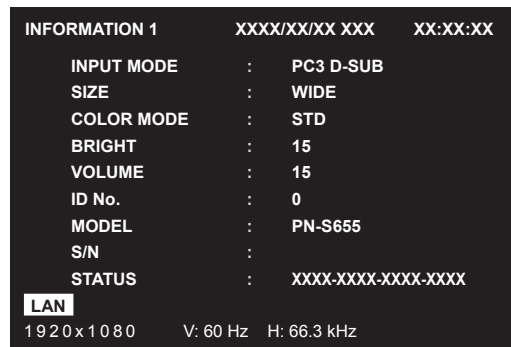 INFORMATION 1 XXXX/XX/XX XXX XX:XX:XX
INPUT MODE : PC3 D-SUB
SIZE : WIDE
COLOR MODE : STD
BRIGHT : 15
VOLUME : 15
ID No. : 0
MODEL : PN-S655
S/N :
STATUS : XXXX-XXXX-XXXX-XXXX
LAN
1920x1080 V: 60 Hz H: 66.3 kHz